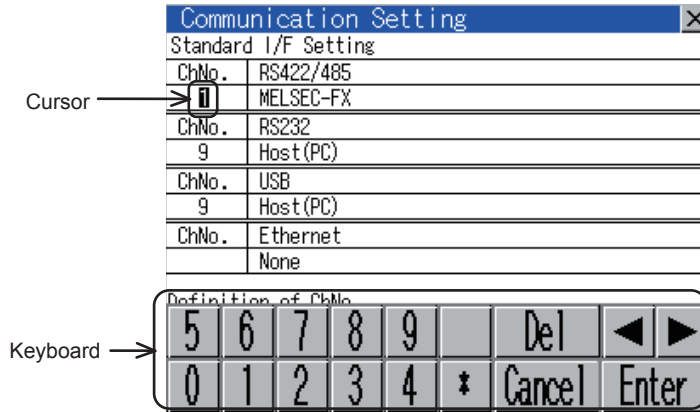 Communication Setting ×
Standard I/F Setting
ChNo. RS422/485
Cursor 1 MELSEC-FX
ChNo. RS232
9 Host(PC)
ChNo. USB
9 Host(PC)
ChNo. Ethernet
None
Definition of ChNo
5 6 7 8 9 Del ◀ ▶
Keyboard
0 1 2 3 4 * Cancel Enter